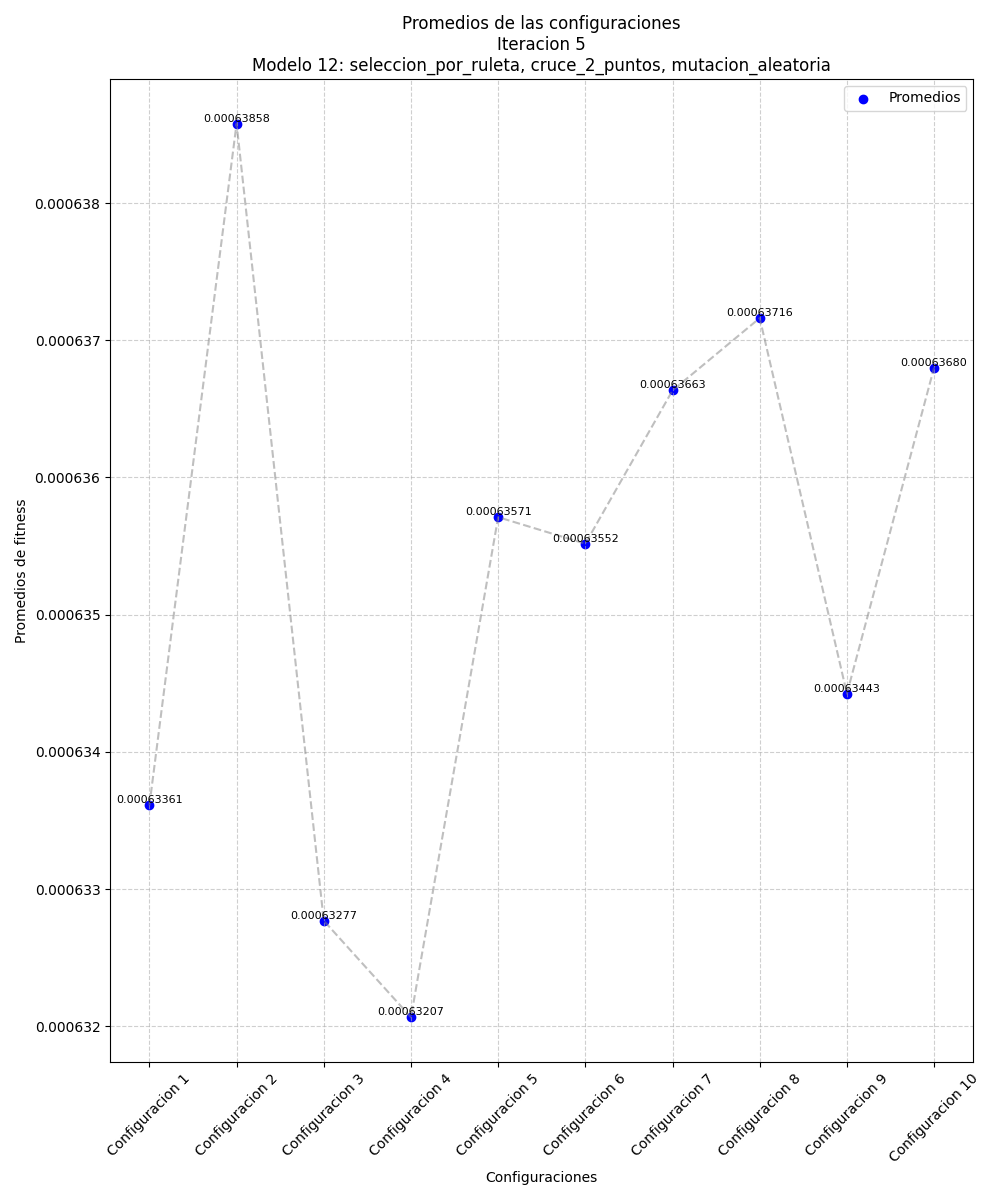 Promedios de las configuraciones
Iteracion 5
Modelo 12: seleccion_por_ruleta, cruce_2_puntos, mutacion_aleatoria
Promedios
0.00063858
0.000638
0.00063716
0.000637
0.00063680
0.00063663
0.000636
0.00063571
0.00063552
0.000635
Promedios de fitness
0.00063443
0.000634
0.00063361
0.000633
0.00063277
0.00063207
0.000632
Configuracion 1
Configuracion 2
Configuracion 3
Configuracion 4
Configuracion 5
Configuracion 6
Configuracion 7
Configuracion 8
Configuracion 9
Configuracion 10
Configuraciones